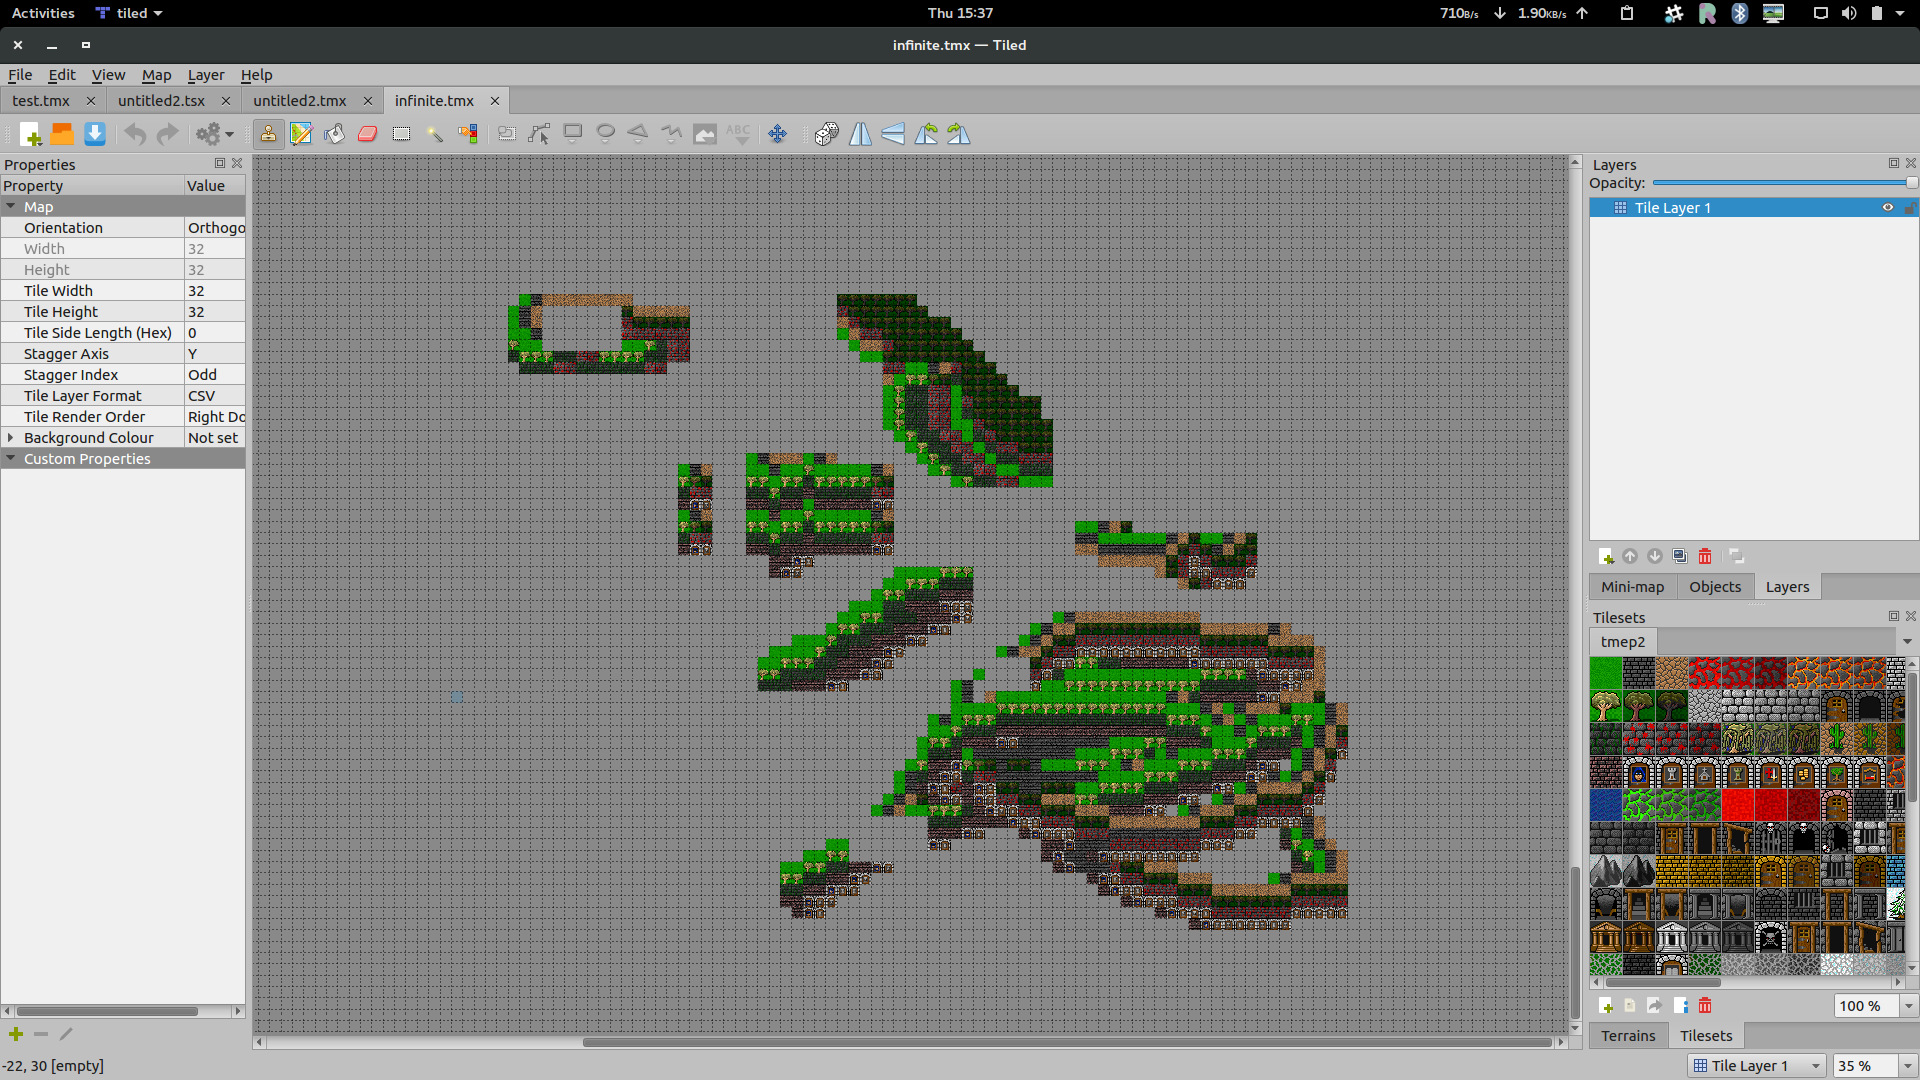 Activities tiled Thu 15:37 710B/s 1.90KB/s
infinite.tmx — Tiled
File Edit View Map Layer Help
test.tmx untitled2.tsx untitled2.tmx infinite.tmx
ABC
Properties
Property Value
Map
Orientation Orthogo
Width 32
Height 32
Tile Width 32
Tile Height 32
Tile Side Length (Hex) 0
Stagger Axis Y
Stagger Index Odd
Tile Layer Format CSV
Tile Render Order Right Do
Background Colour Not set
Custom Properties
Layers
Opacity:
Tile Layer 1
Mini-map Objects Layers
Tilesets
tmep2
100 %
Terrains Tilesets
-22, 30 [empty]
Tile Layer 1 35 %